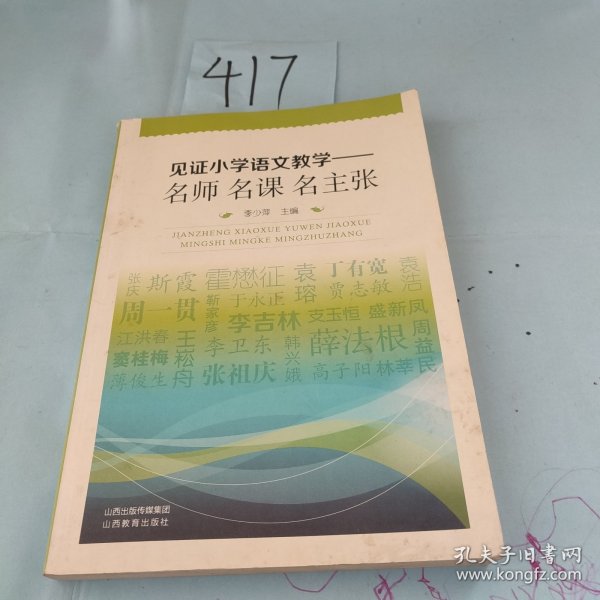 417
见证小学语文教学——
名师 名课 名主张
李少萍 主编
JIANZHENG XIAOXUE YUWEN JIAOXUE
MINGSHI MINGKE MINGZHUZHANG
张庆 斯霞 霍懋征 袁瑢 丁有宽 袁浩
周一贯 靳家彦 于永正 贾志敏
李吉林 支玉恒 盛新凤
江洪春 王松舟 李卫东 韩兴娥 薛法根 周益民
窦桂梅
薄俊生 张祖庆 高子阳 林莘
山西出版传媒集团
山西教育出版社
孔夫子旧书网
www.kongfz.com